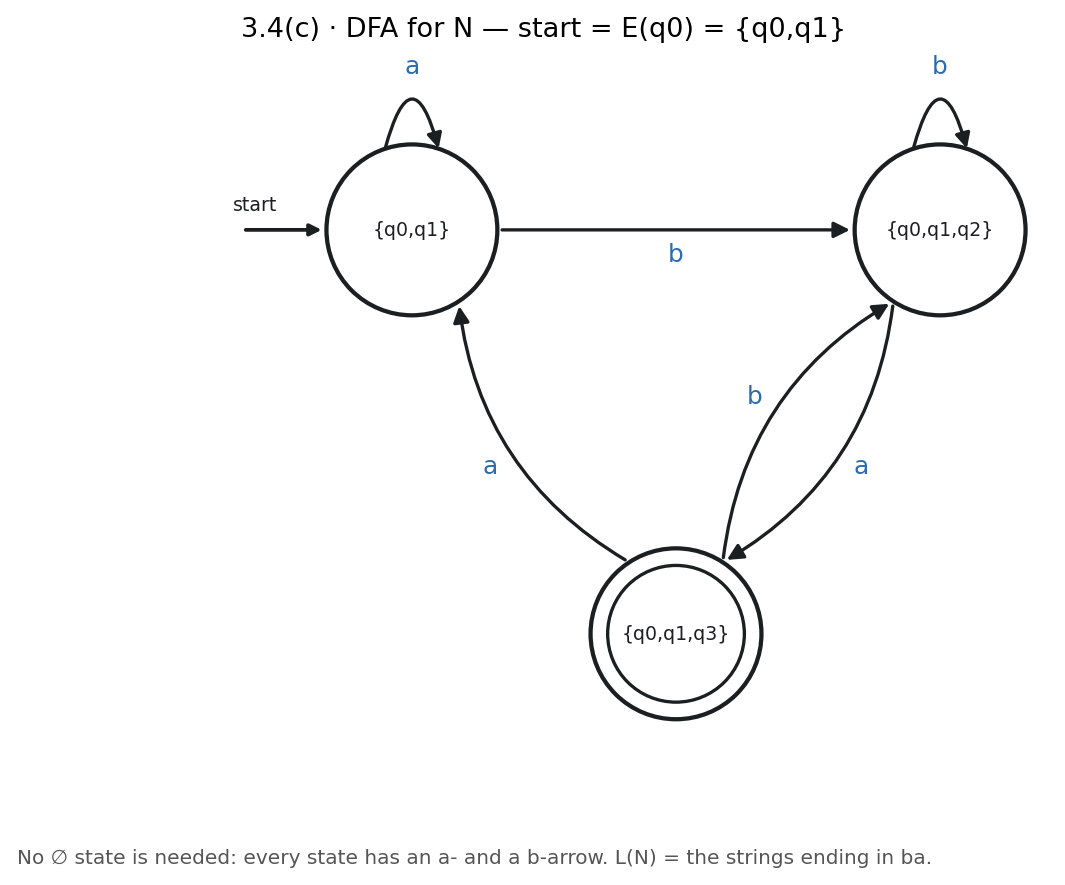 3.4(c) · DFA for N — start = E(q0) = {q0,q1}
a
b
start
{q0,q1}
{q0,q1,q2}
b
b
a
a
{q0,q1,q3}
No ∅ state is needed: every state has an a- and a b-arrow. L(N) = the strings ending in ba.